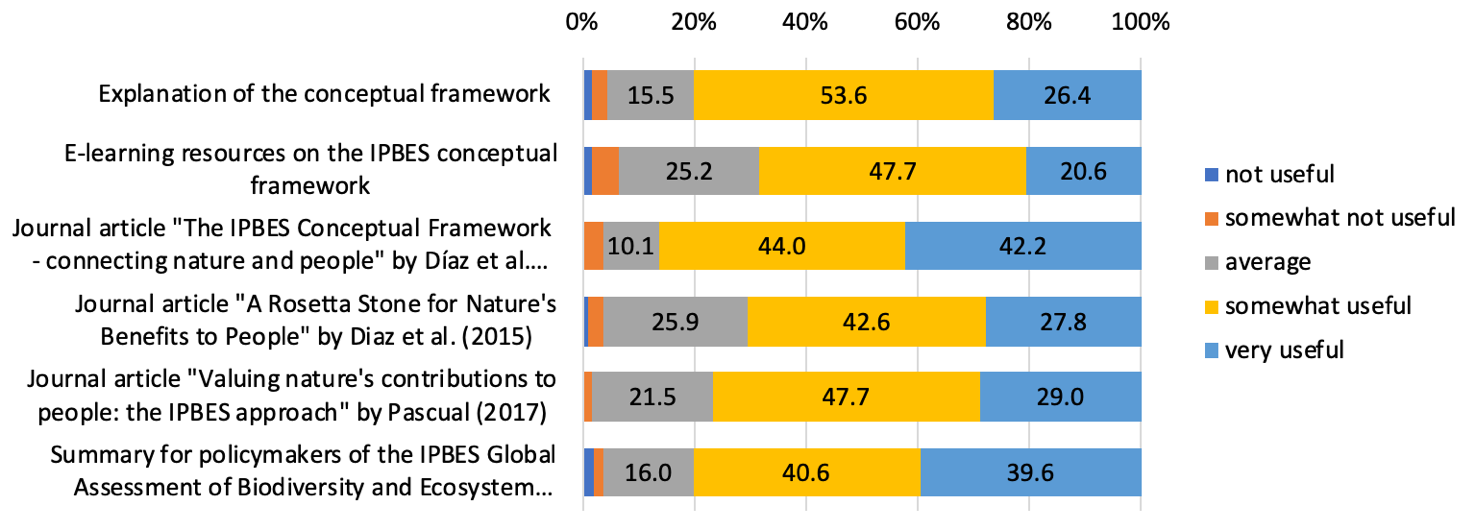 0% 20% 40% 60% 80% 100%
Explanation of the conceptual framework
15.5 53.6 26.4
E-learning resources on the IPBES conceptual
framework
25.2 47.7 20.6
Journal article "The IPBES Conceptual Framework
- connecting nature and people" by Díaz et al....
10.1 44.0 42.2
Journal article "A Rosetta Stone for Nature's
Benefits to People" by Diaz et al. (2015)
25.9 42.6 27.8
Journal article "Valuing nature's contributions to
people: the IPBES approach" by Pascual (2017)
21.5 47.7 29.0
Summary for policymakers of the IPBES Global
Assessment of Biodiversity and Ecosystem...
16.0 40.6 39.6
not useful
somewhat not useful
average
somewhat useful
very useful